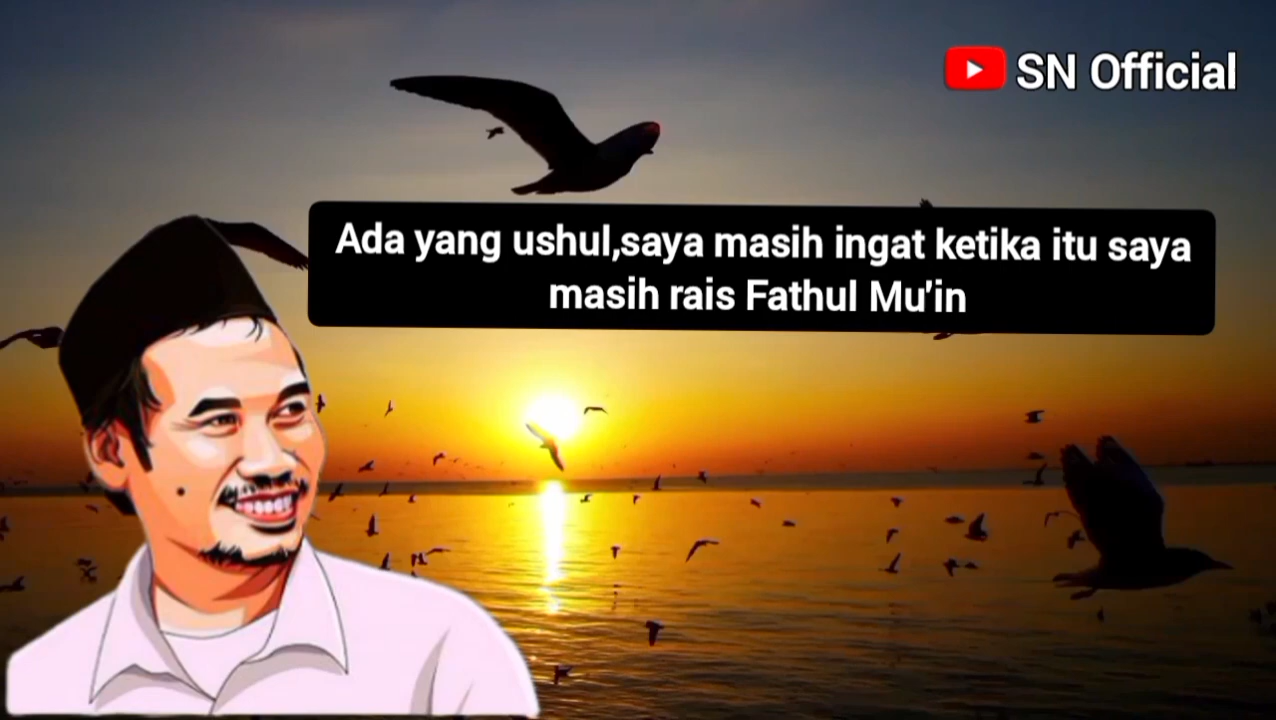 SN Official
Ada yang ushul,saya masih ingat ketika itu saya
masih rais Fathul Mu'in